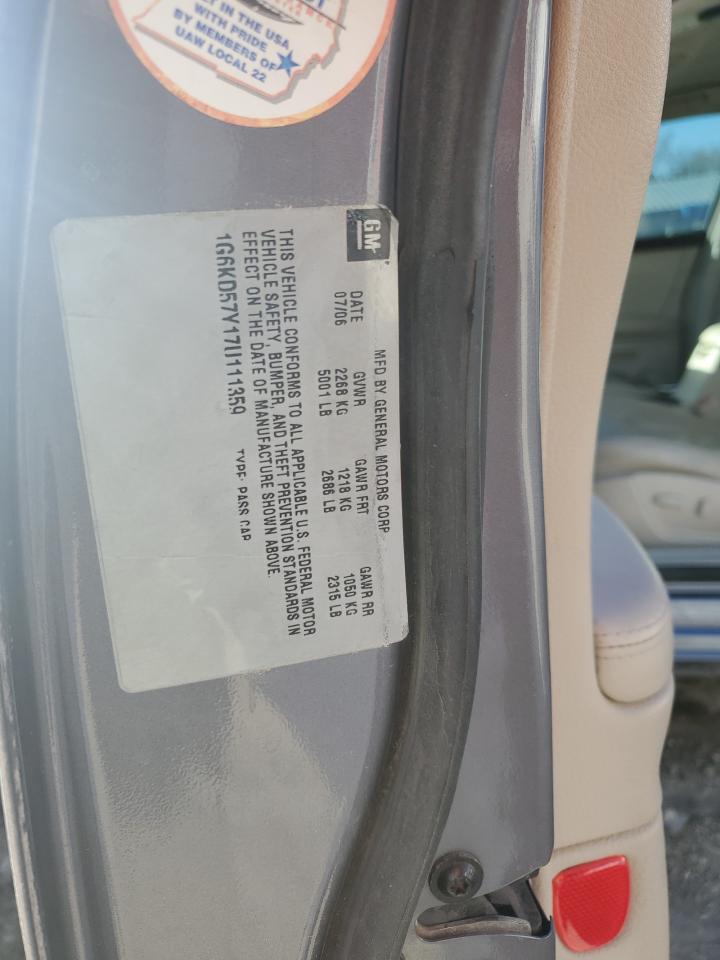 T IN THE USA
WITH PRIDE
BY MEMBERS OF
UAW LOCAL 22
GM
MFD BY GENERAL MOTORS CORP
DATE GVWR GAWR FRT GAWR RR
07/06 2268 KG 1218 KG 1050 KG
5001 LB 2686 LB 2315 LB
THIS VEHICLE CONFORMS TO ALL APPLICABLE U.S. FEDERAL MOTOR
VEHICLE SAFETY, BUMPER, AND THEFT PREVENTION STANDARDS IN
EFFECT ON THE DATE OF MANUFACTURE SHOWN ABOVE.
1G6KD57Y17U111359 TYPE: PASS CAR